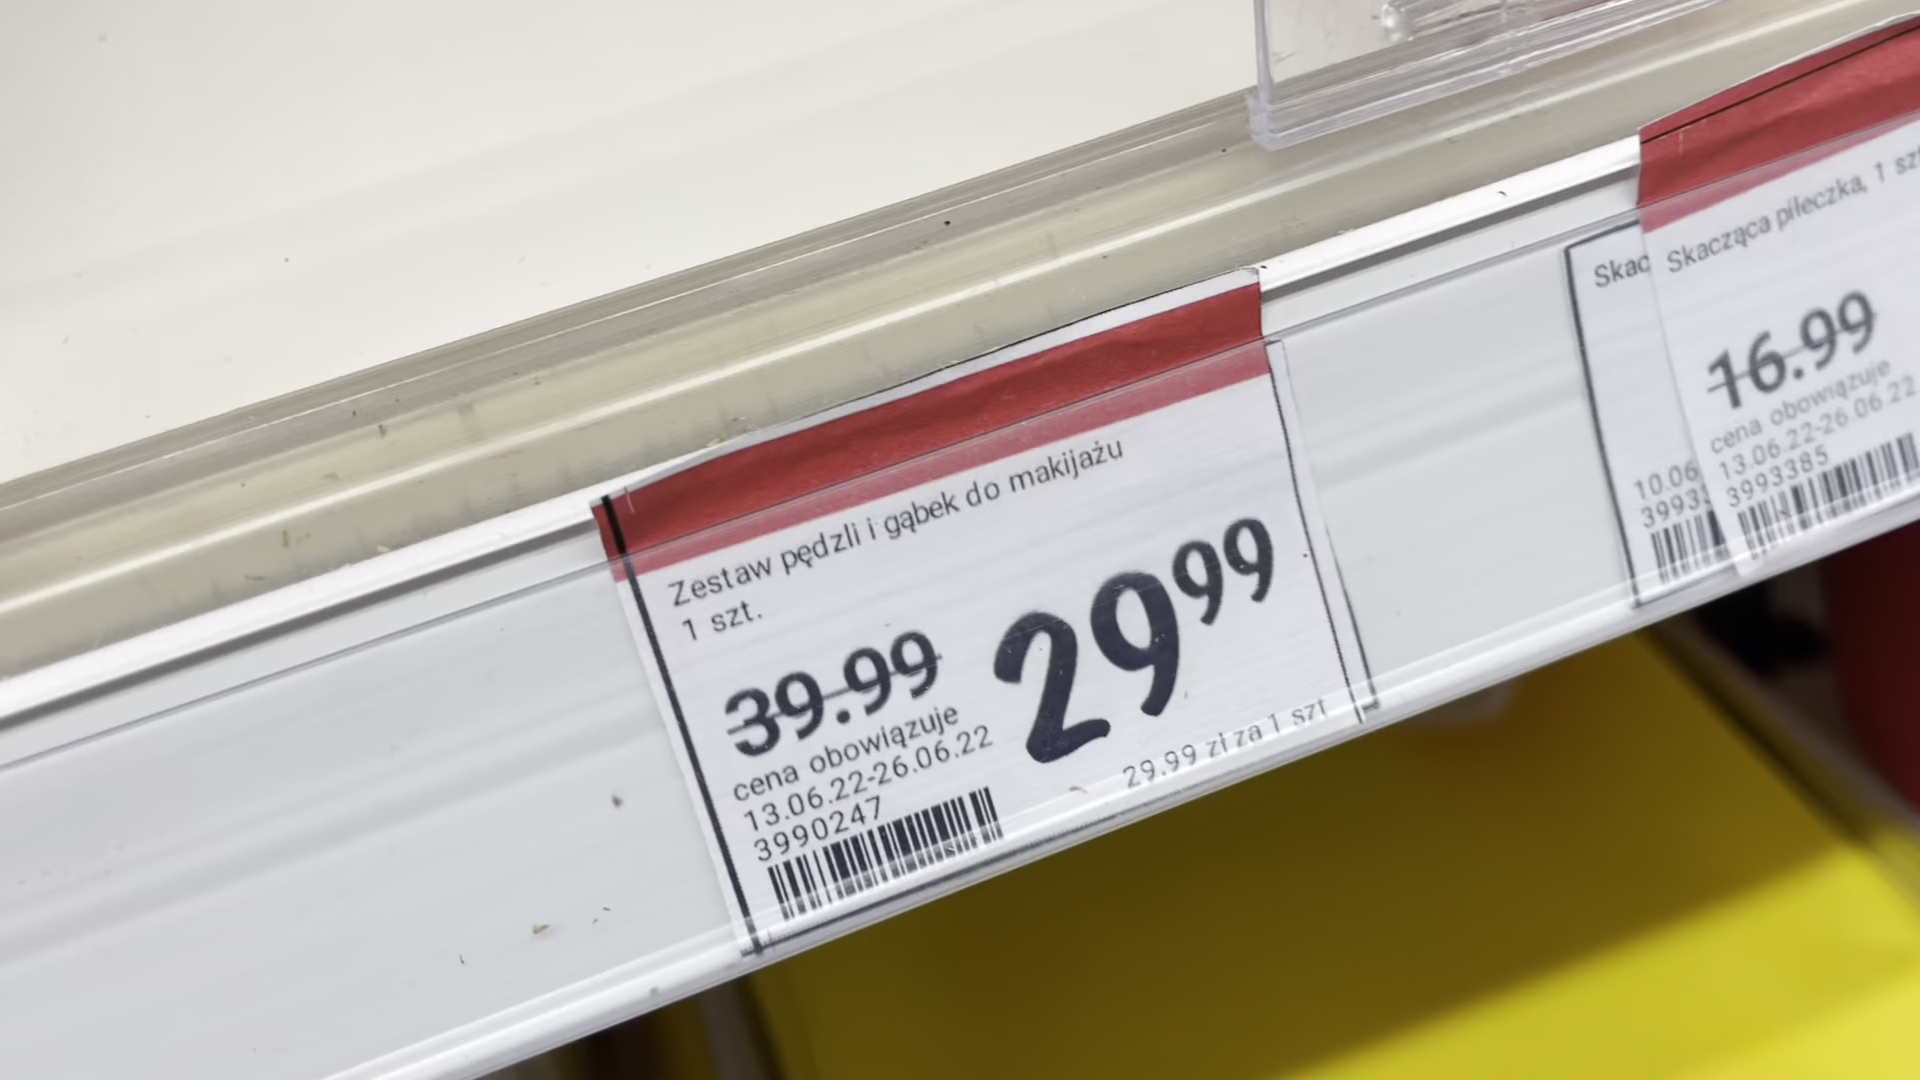 Zestaw pędzli i gąbek do makijażu
1 szt.
39.99
29 99
cena obowiązuje
13.06.22-26.06.22
3990247
29.99 zł za 1 szt
Skac
10.06
3993
Skacząca piłeczka, 1 szt
16.99
cena obowiązuje
13.06.22-26.06.22
3993385